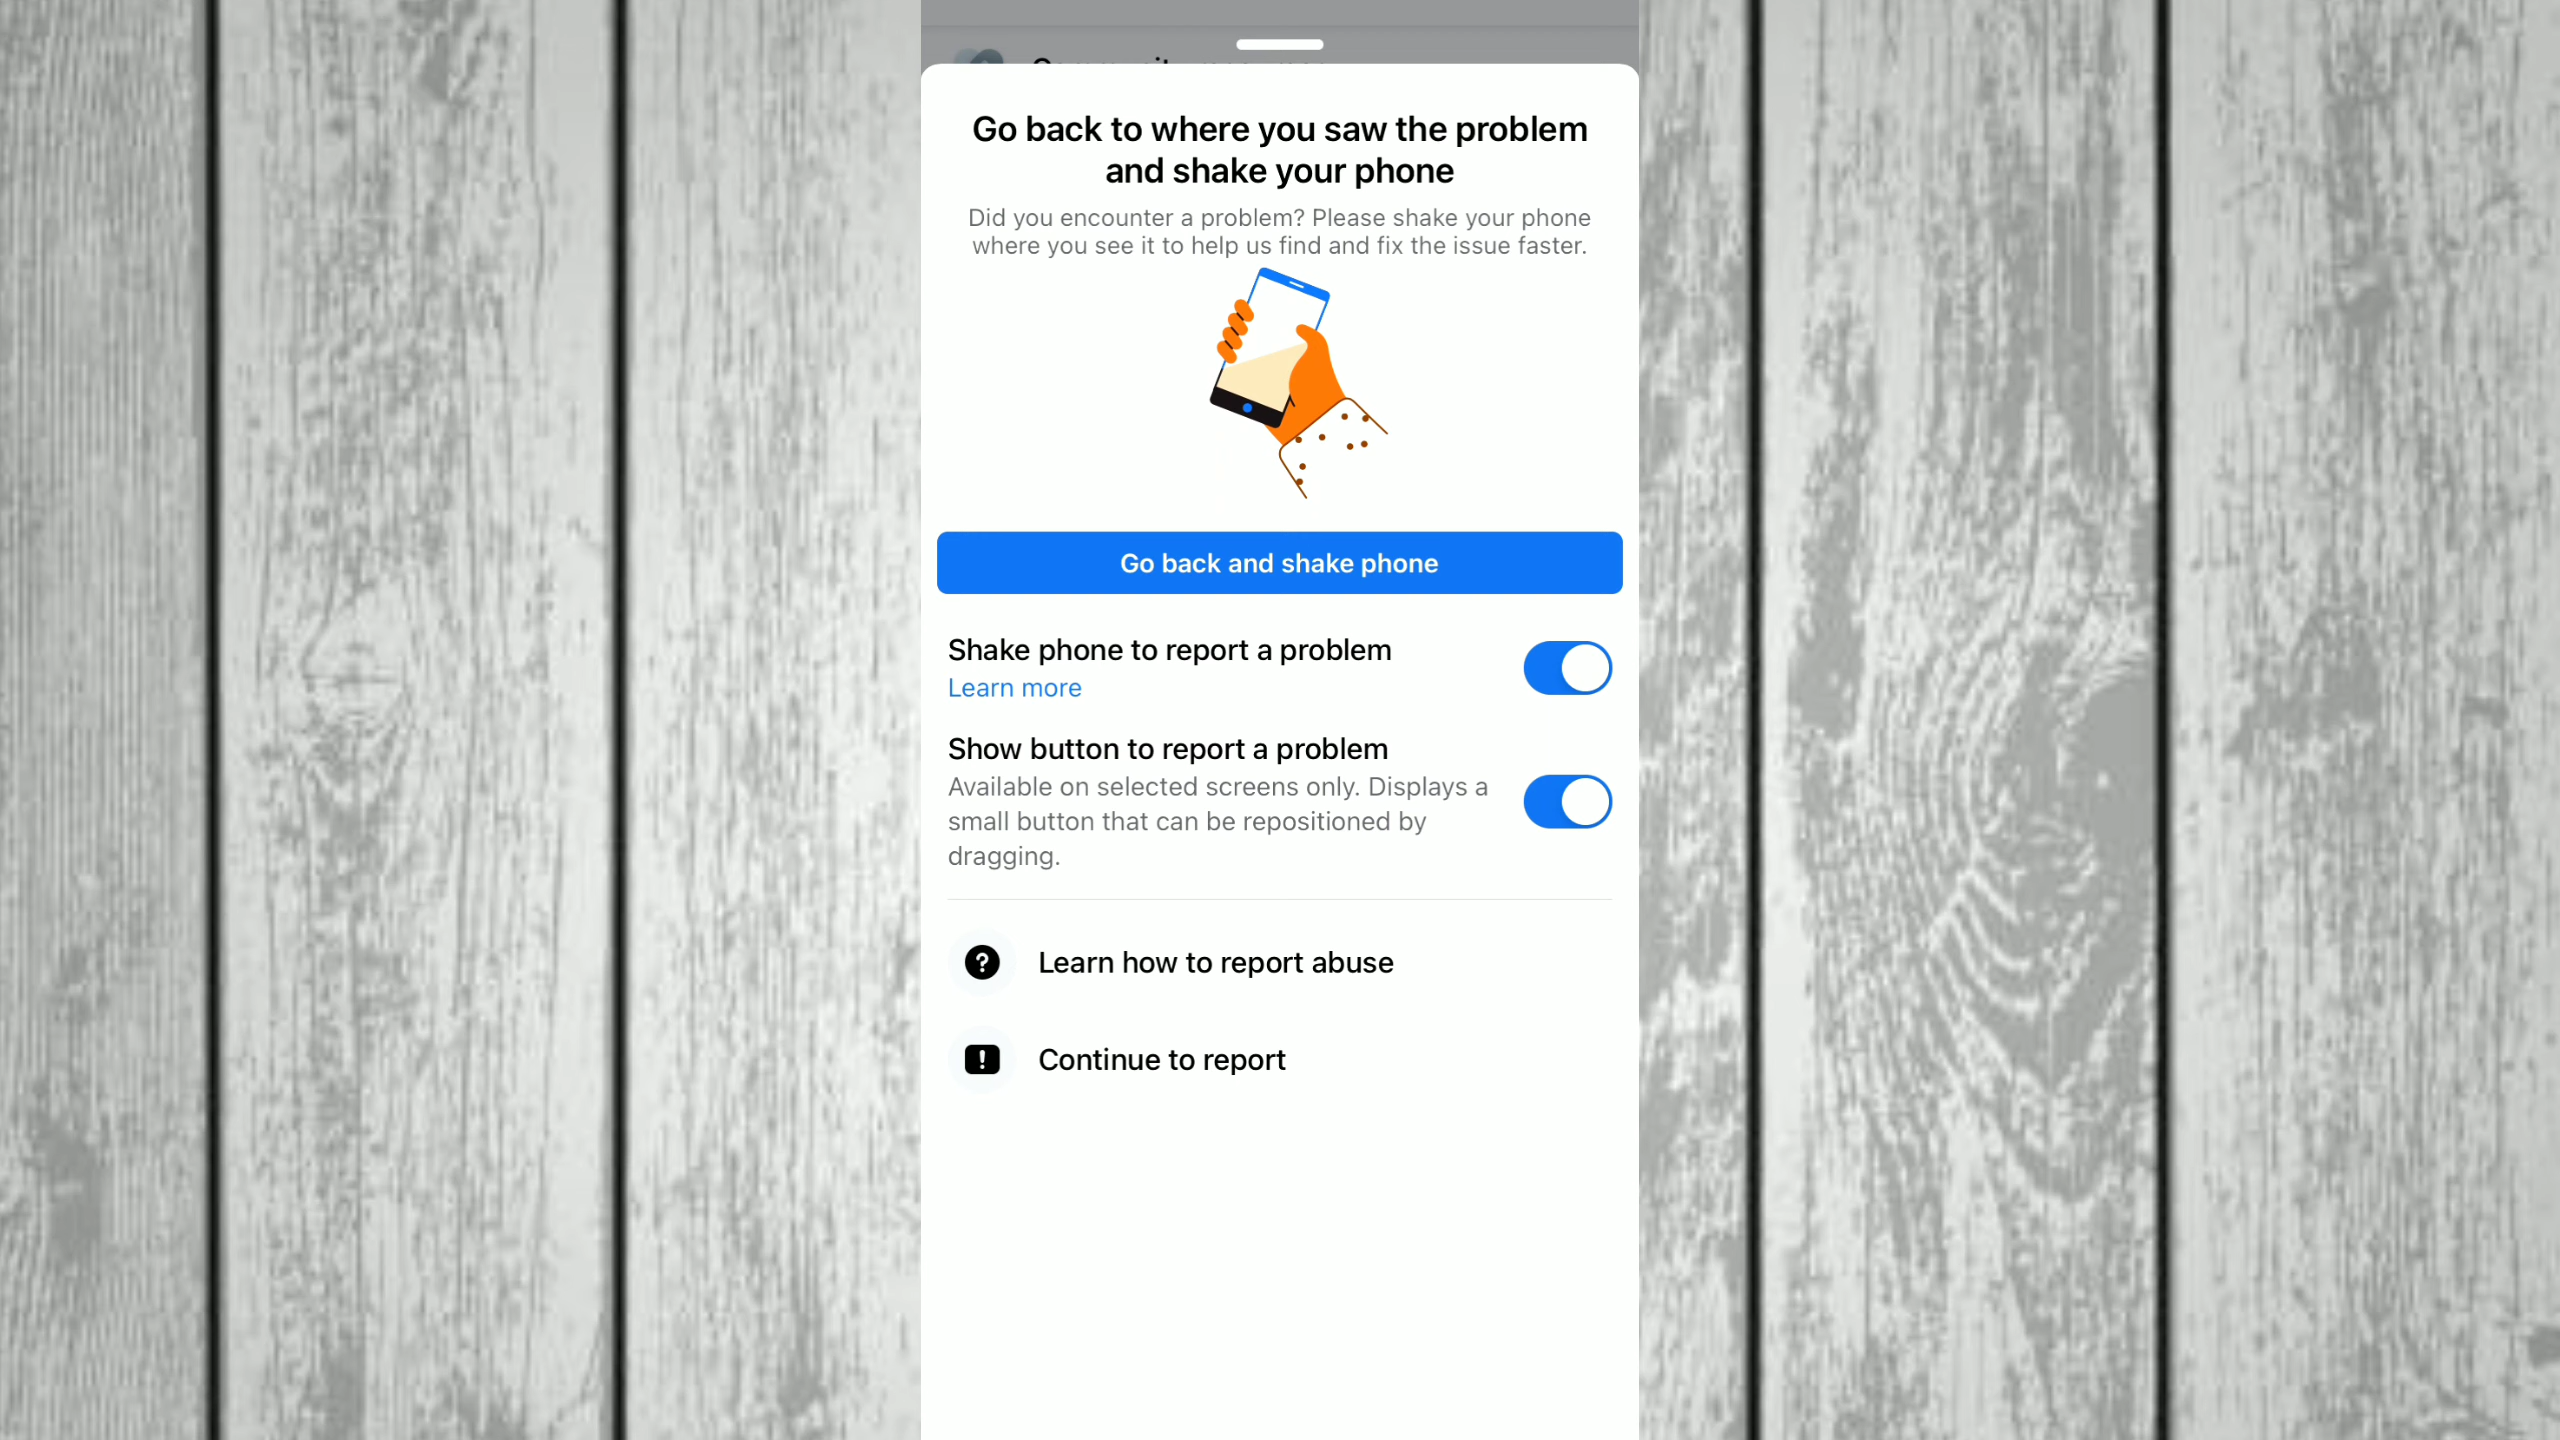 Go back to where you saw the problem
and shake your phone
Did you encounter a problem? Please shake your phone
where you see it to help us find and fix the issue faster.
Go back and shake phone
Shake phone to report a problem
Learn more
Show button to report a problem
Available on selected screens only. Displays a
small button that can be repositioned by
dragging.
Learn how to report abuse
Continue to report